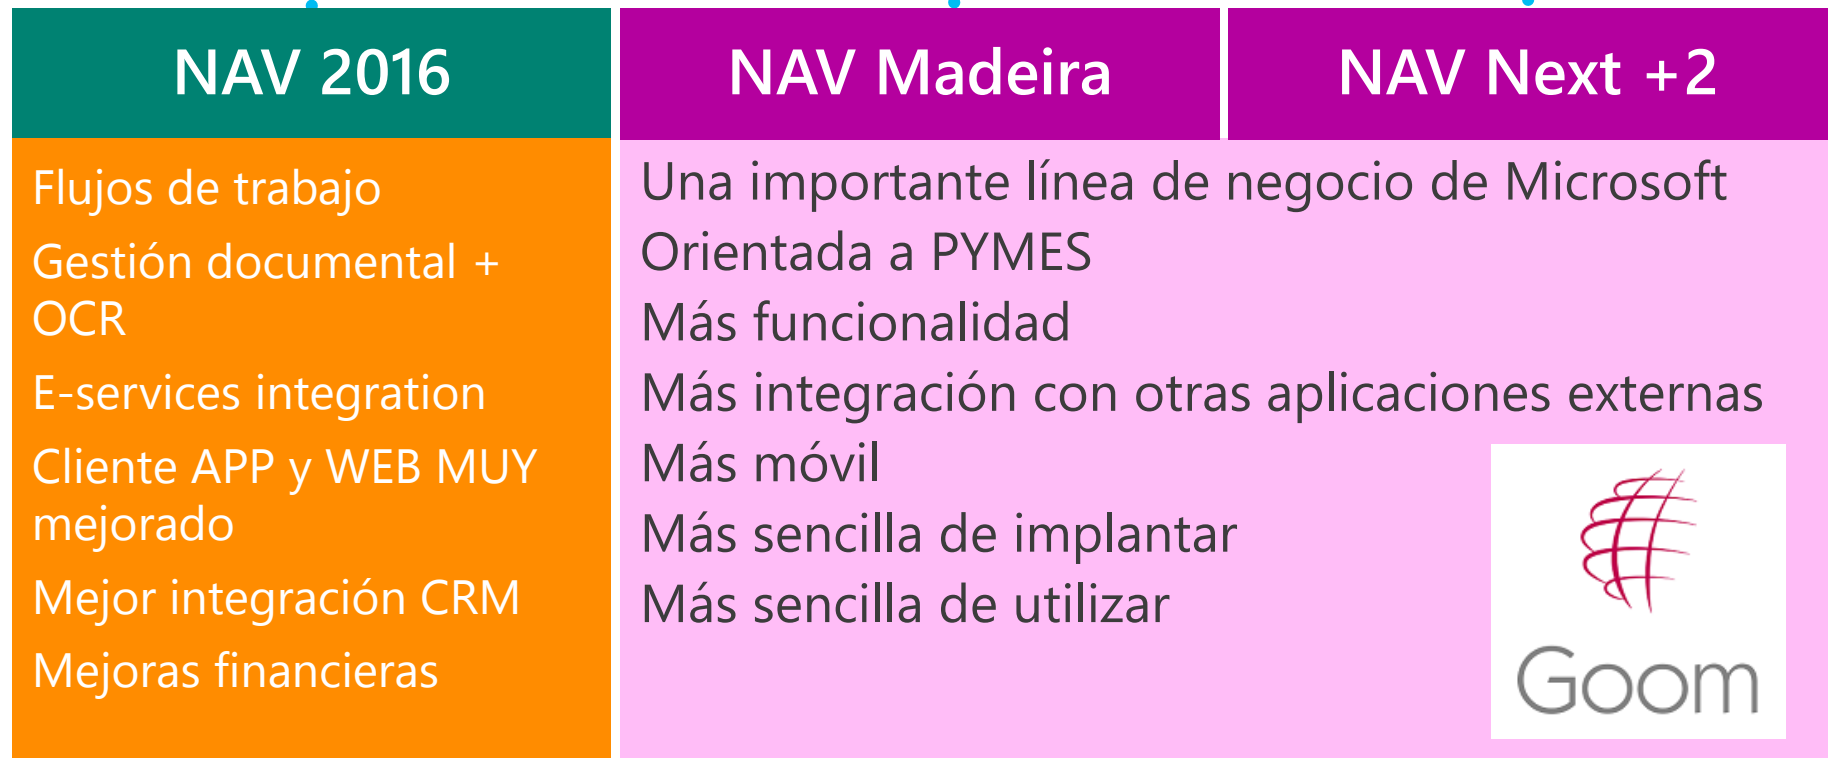 NAV 2016
NAV Madeira
NAV Next +2
Flujos de trabajo
Gestión documental +
OCR
E-services integration
Cliente APP y WEB MUY
mejorado
Mejor integración CRM
Mejoras financieras
Una importante línea de negocio de Microsoft
Orientada a PYMES
Más funcionalidad
Más integración con otras aplicaciones externas
Más móvil
Más sencilla de implantar
Más sencilla de utilizar
Goom